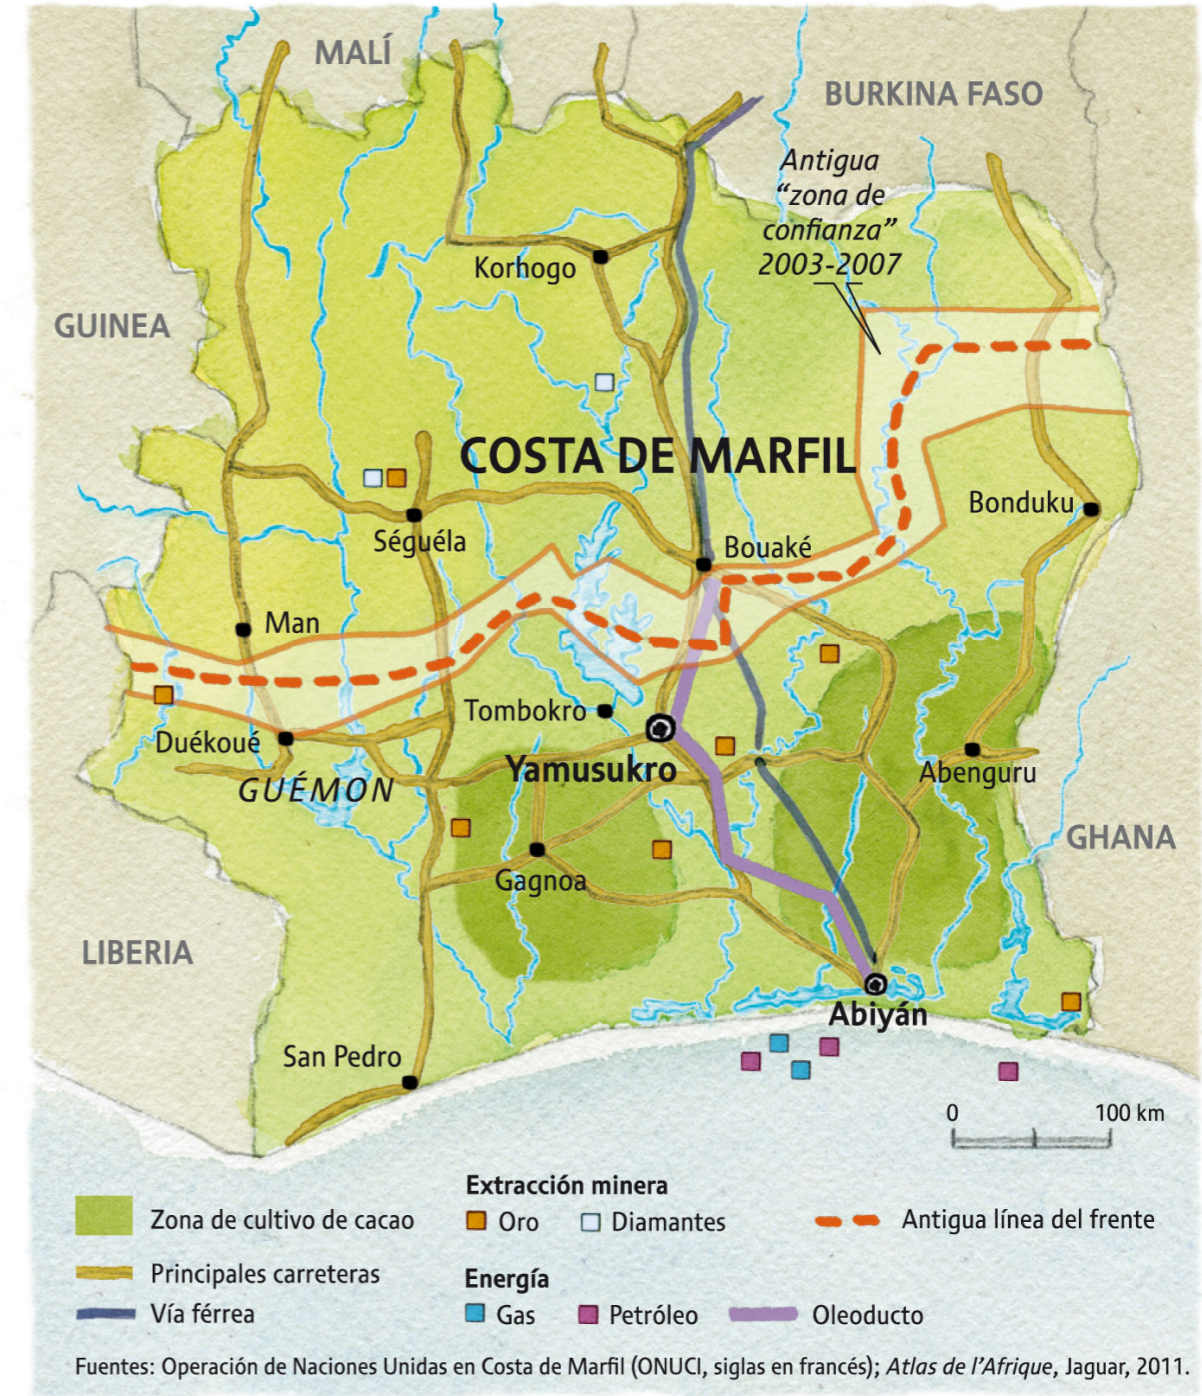 MALÍ
BURKINA FASO
Antigua
“zona de
confianza”
2003-2007
Korhogo
GUINEA
COSTA DE MARFIL
Bonduku
Séguéla
Bouaké
Man
Tombokro
Duékoué
Yamusukro
GUÉMON
Abenguru
GHANA
Gagnoa
LIBERIA
Abiyán
San Pedro
0 100 km
Extracción minera
Zona de cultivo de cacao
Oro Diamantes
Antigua línea del frente
Principales carreteras
Energía
Vía férrea
Gas Petróleo Oleoducto
Fuentes: Operación de Naciones Unidas en Costa de Marfil (ONUCI, siglas en francés); Atlas de l’Afrique, Jaguar, 2011.